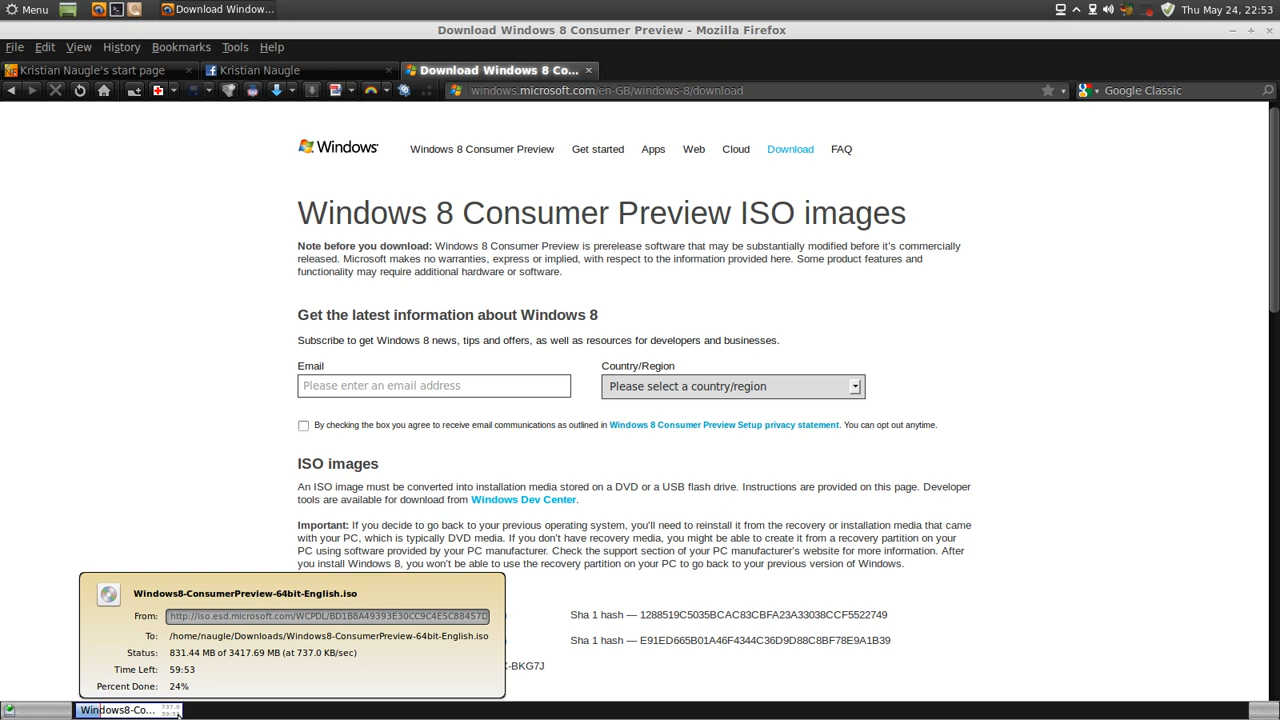 Menu
Download Window...
Thu May 24, 22:53
Download Windows 8 Consumer Preview - Mozilla Firefox
File Edit View History Bookmarks Tools Help
Kristian Naugle's start page
Kristian Naugle
Download Windows 8 Co...
windows.microsoft.com/en-GB/windows-8/download
Google Classic
Windows
Windows 8 Consumer Preview Get started Apps Web Cloud Download FAQ
Windows 8 Consumer Preview ISO images
Note before you download: Windows 8 Consumer Preview is prerelease software that may be substantially modified before it's commercially
released. Microsoft makes no warranties, express or implied, with respect to the information provided here. Some product features and
functionality may require additional hardware or software.
Get the latest information about Windows 8
Subscribe to get Windows 8 news, tips and offers, as well as resources for developers and businesses.
Email Country/Region
Please enter an email address Please select a country/region
By checking the box you agree to receive email communications as outlined in Windows 8 Consumer Preview Setup privacy statement. You can opt out anytime.
ISO images
An ISO image must be converted into installation media stored on a DVD or a USB flash drive. Instructions are provided on this page. Developer
tools are available for download from Windows Dev Center.
Important: If you decide to go back to your previous operating system, you'll need to reinstall it from the recovery or installation media that came
with your PC, which is typically DVD media. If you don't have recovery media, you might be able to create it from a recovery partition on your
PC using software provided by your PC manufacturer. Check the support section of your PC manufacturer's website for more information. After
you install Windows 8, you won't be able to use the recovery partition on your PC to go back to your previous version of Windows.
Sha 1 hash — 1288519C5035BCAC83CBFA23A33038CCF5522749
Sha 1 hash — E91ED665B01A46F4344C36D9D88C8BF78E9A1B39
-BKG7J
Windows8-ConsumerPreview-64bit-English.iso
From: http://iso.esd.microsoft.com/WCPDL/BD1B8A49393E30CC9C4E5C88457D
To: /home/naugle/Downloads/Windows8-ConsumerPreview-64bit-English.iso
Status: 831.44 MB of 3417.69 MB (at 737.0 KB/sec)
Time Left: 59:53
Percent Done: 24%
Windows8-Co...
737.0
59:53